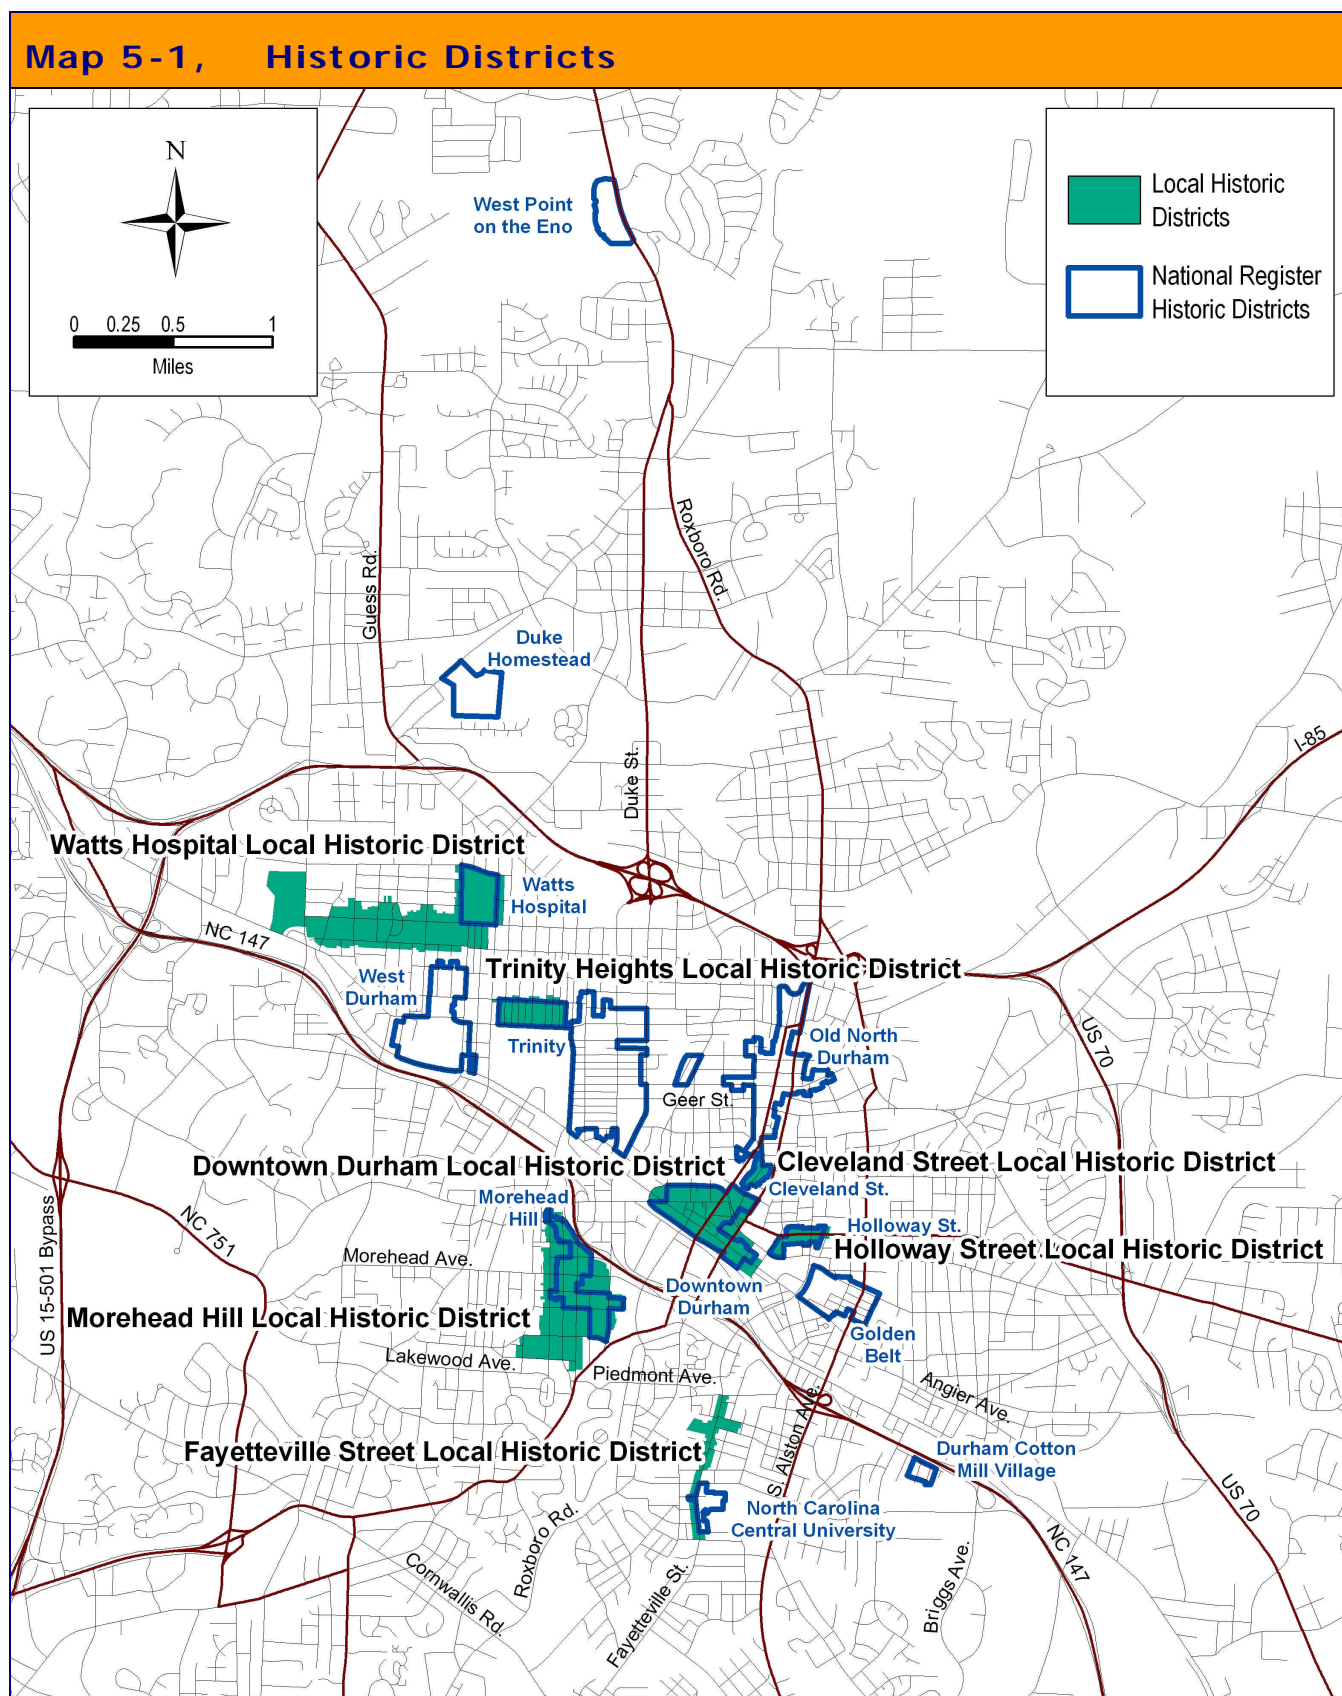 Map 5-1, Historic Districts
N
0 0.25 0.5 1
Miles
Local Historic
Districts
National Register
Historic Districts
West Point
on the Eno
Roxboro Rd.
Guess Rd.
Duke
Homestead
I-85
Duke St.
Watts Hospital Local Historic District
Watts
Hospital
NC 147
Trinity Heights Local Historic District
West
Durham
Old North
Durham
US 70
Trinity
Geer St.
Downtown Durham Local Historic District
Cleveland Street Local Historic District
Cleveland St.
Morehead
Hill
Holloway St.
NC 751
US 15-501 Bypass
Holloway Street Local Historic District
Morehead Ave.
Downtown
Durham
Morehead Hill Local Historic District
Golden
Belt
Lakewood Ave.
Piedmont Ave.
Angier Ave.
S. Alston Ave.
Fayetteville Street Local Historic District
Durham Cotton
Mill Village
US 70
North Carolina
Central University
Roxboro Rd.
Cornwallis Rd.
NC 147
Briggs Ave.
Fayetteville St.